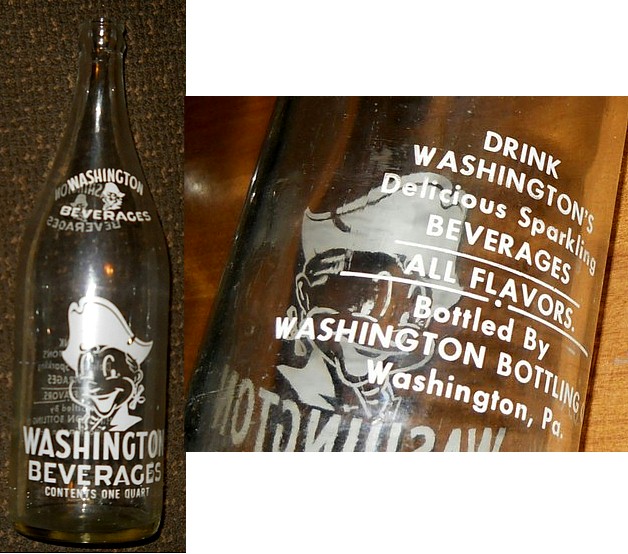 WASHINGTON
BEVERAGES
WASHINGTON
BEVERAGES
CONTENTS ONE QUART
DRINK
WASHINGTON'S
Delicious Sparkling
BEVERAGES
ALL FLAVORS.
Bottled By
WASHINGTON BOTTLING
Washington, Pa.